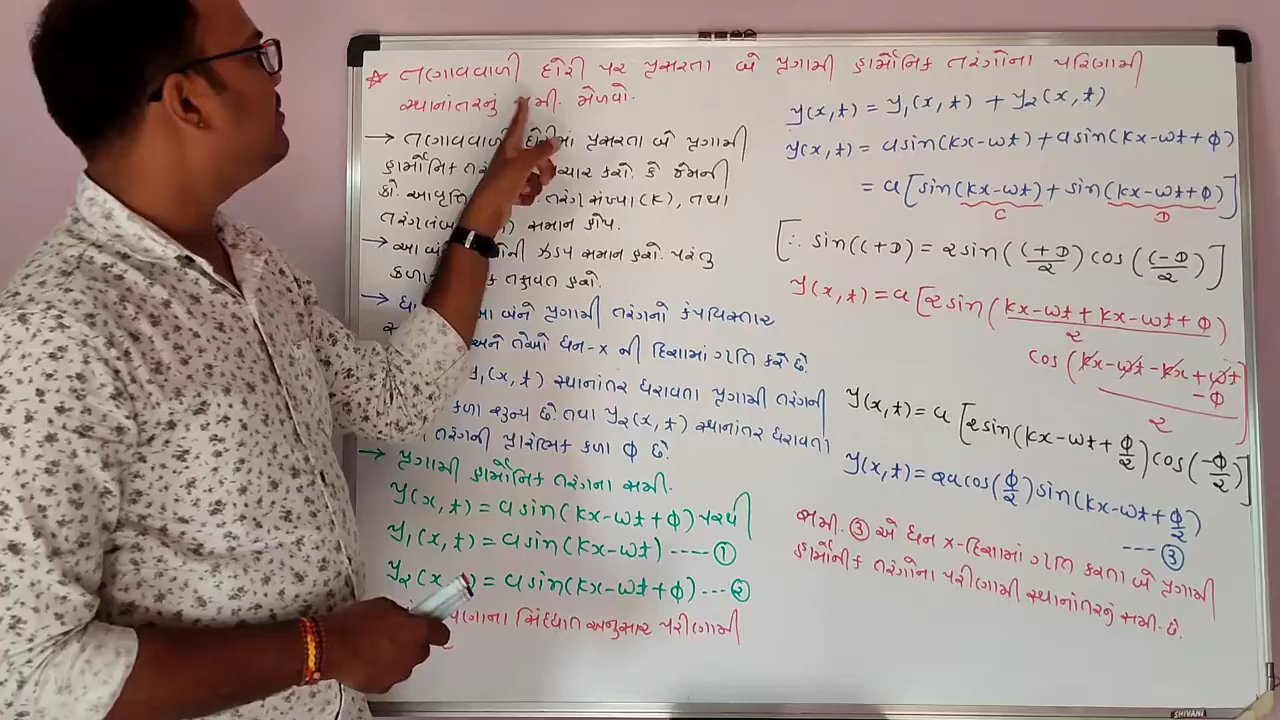 ★ તણાવવાળી દોરી પર પ્રસરતા બે પ્રગામી હાર્મોનિક તરંગોના પરિણામી
સ્થાનાંતરનું સમી. મેળવો.
→ તણાવવાળી દોરીમાં પ્રસરતા બે પ્રગામી
હાર્મોનિક કરો. કે જેમની
કો. આવૃત્તિ તરંગ સંખ્યા (K), તથા
સમાન હોય.
→ આ ઝડપ સમાન હશે. પરંતુ
કળા તફાવત હશે.
→ બંને પ્રગામી તરંગનો કંપવિસ્તાર
અને તેઓ ધન-x ની દિશામાં ગતિ કરે છે.
y₁(x,t) સ્થાનાંતર ધરાવતા પ્રગામી તરંગની
કળા શૂન્ય છે. તથા y₂(x,t) સ્થાનાંતર ધરાવતા
તરંગની પ્રારંભિક કળા ϕ છે.
→ પ્રગામી હાર્મોનિક તરંગના સમી.
y(x,t) = a sin(kx-ωt+ϕ) પરથી
y₁(x,t) = a sin(kx-ωt) ---- ①
y₂(x,t) = a sin(kx-ωt+ϕ) --- ②
સિદ્ધાંત અનુસાર પરીણામી
y(x,t) = y₁(x,t) + y₂(x,t)
y(x,t) = a sin(kx-ωt) + a sin(kx-ωt+ϕ)
= a[sin(kx-ωt) + sin(kx-ωt+ϕ)]
C D
[∴ sin(C+D) = 2 sin((C+D)/2) cos((C-D)/2)]
y(x,t) = a[2 sin((kx-ωt+kx-ωt+ϕ)/2)
cos((kx-ωt-kx+ωt-ϕ)/2)]
y(x,t) = a[2 sin(kx-ωt+ϕ/2) cos(-ϕ/2)]
y(x,t) = 2a cos(ϕ/2) sin(kx-ωt+ϕ/2)
---- ③
સમી. ③ એ ધન x-દિશામાં ગતિ કરતા બે પ્રગામી
હાર્મોનીક તરંગોના પરીણામી સ્થાનાંતરનું સમી. છે.
SHIVANI